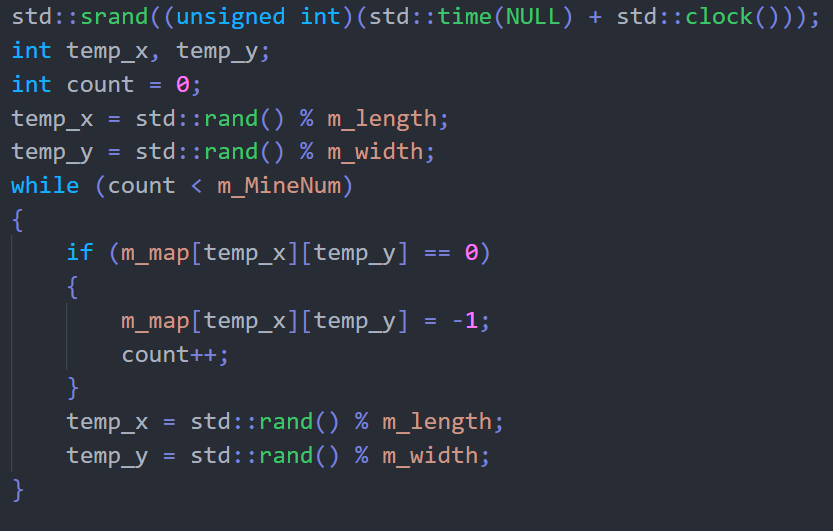 std::srand((unsigned int)(std::time(NULL) + std::clock()));
int temp_x, temp_y;
int count = 0;
temp_x = std::rand() % m_length;
temp_y = std::rand() % m_width;
while (count < m_MineNum)
{
    if (m_map[temp_x][temp_y] == 0)
    {
        m_map[temp_x][temp_y] = -1;
        count++;
    }
    temp_x = std::rand() % m_length;
    temp_y = std::rand() % m_width;
}